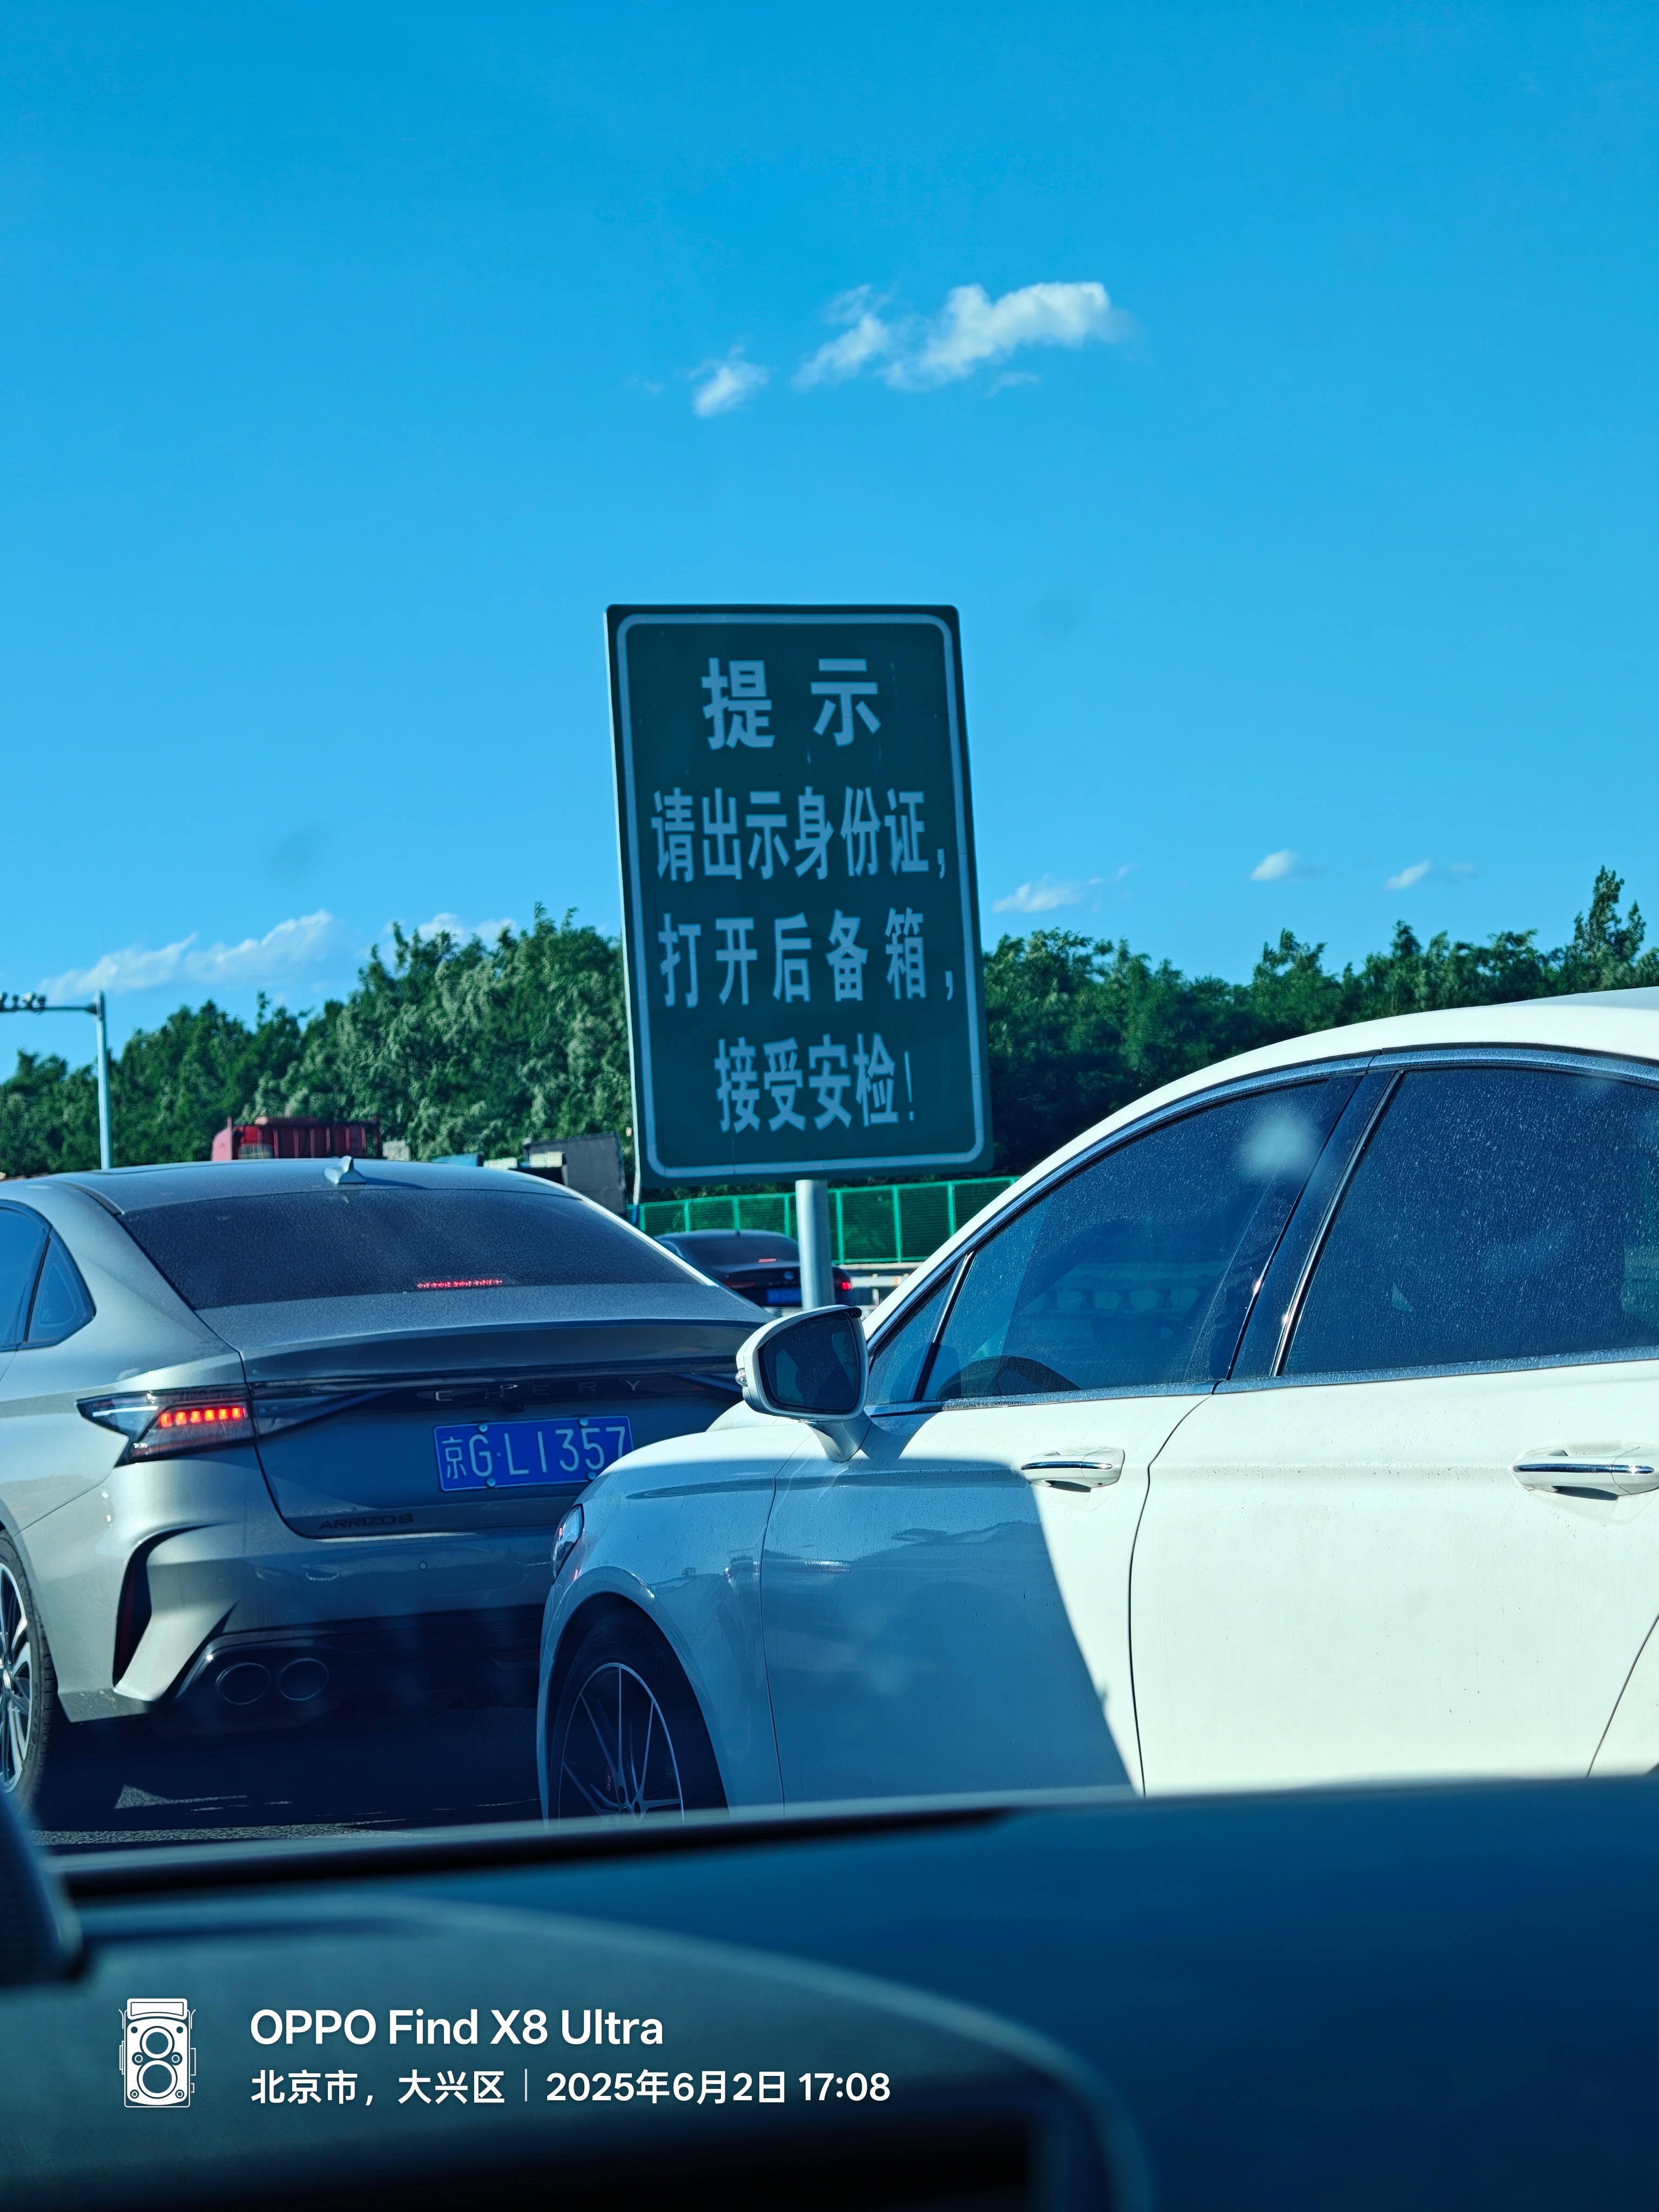 提示
请出示身份证,
打开后备箱,
接受安检!
CHERY
京G·L1357
ARRIZO 8
OPPO Find X8 Ultra
北京市，大兴区｜2025年6月2日 17:08